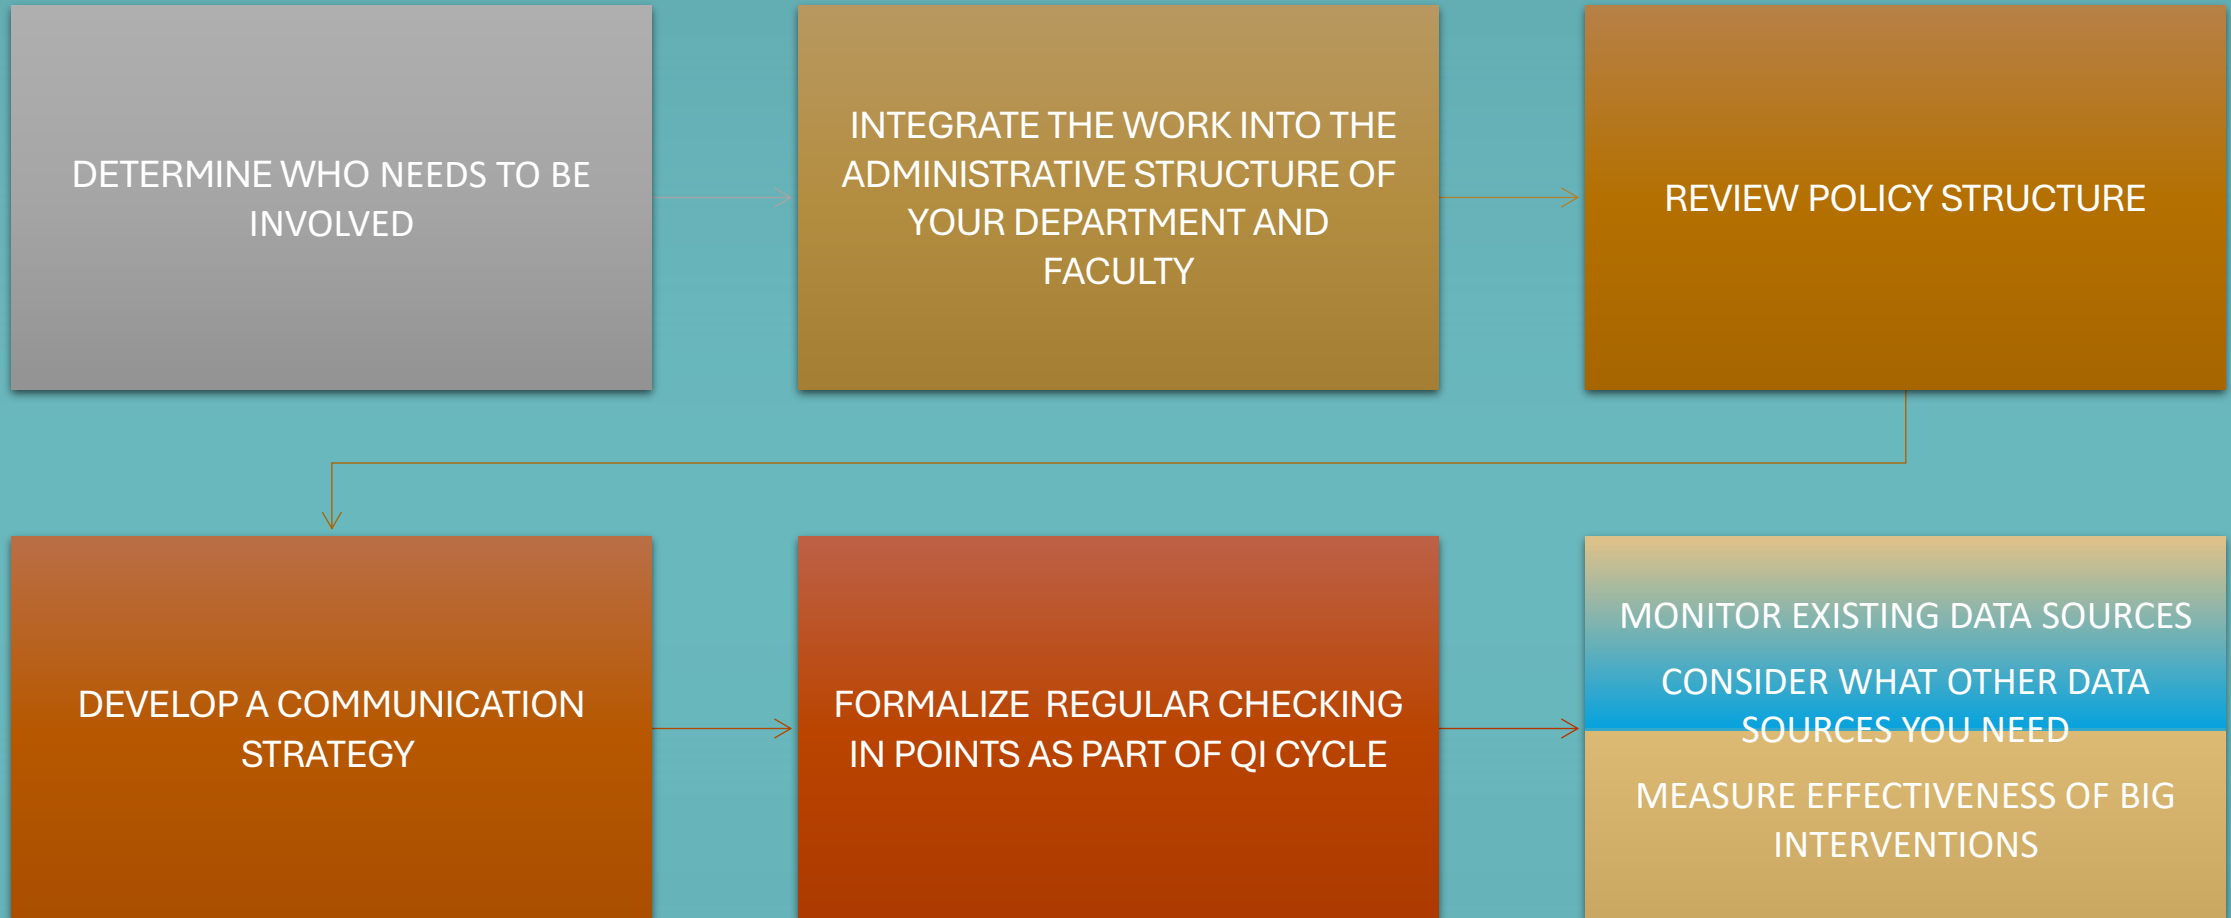 DETERMINE WHO NEEDS TO BE
INVOLVED
INTEGRATE THE WORK INTO THE
ADMINISTRATIVE STRUCTURE OF
YOUR DEPARTMENT AND
FACULTY
REVIEW POLICY STRUCTURE
DEVELOP A COMMUNICATION
STRATEGY
FORMALIZE  REGULAR CHECKING
IN POINTS AS PART OF QI CYCLE
MONITOR EXISTING DATA SOURCES
CONSIDER WHAT OTHER DATA
SOURCES YOU NEED
MEASURE EFFECTIVENESS OF BIG
INTERVENTIONS